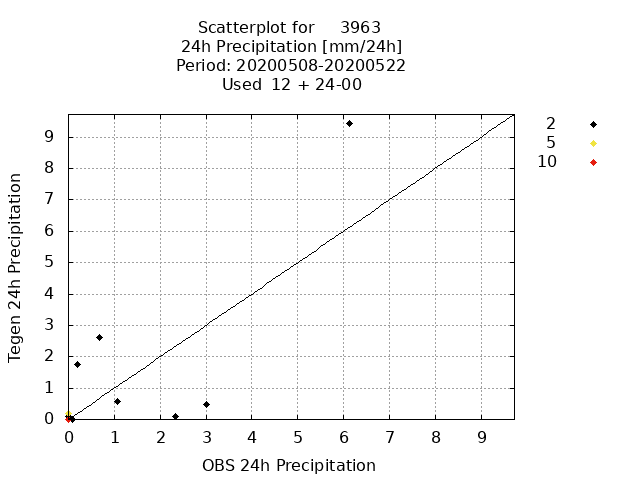 Scatterplot for 3963
24h Precipitation [mm/24h]
Period: 20200508-20200522
Used 12 + 24-00
2
5
10
Tegen 24h Precipitation
9
8
7
6
5
4
3
2
1
0
0 1 2 3 4 5 6 7 8 9
OBS 24h Precipitation